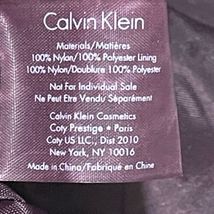 Calvin Klein
Materials/Matières
100% Nylon/100% Polyester Lining
100% Nylon/Doublure 100% Polyester
Not For Individual Sale
Ne Peut Etre Vendu Séparement
Calvin Klein Cosmetics
Coty Prestige • Paris
Coty US LLC., Dist 2010
New York, NY 10016
Made in China/Fabriqué en Chine